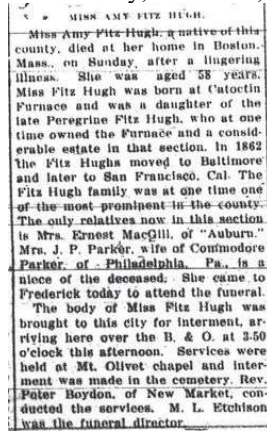 MISS AMY FITZ HUGH.
Miss Amy Fitz Hugh, a native of this
county, died at her home in Boston,
Mass., on Sunday, after a lingering
illness. She was aged 58 years.
Miss Fitz Hugh was born at Catoctin
Furnace and was a daughter of the
late Peregrine Fitz Hugh, who at one
time owned the Furnace and a consid-
erable estate in that section. In 1862
the Fitz Hughs moved to Baltimore
and later to San Francisco, Cal. The
Fitz Hugh family was at one time one
of the most prominent in the county.
The only relatives now in this section
is Mrs. Ernest MacGill, of "Auburn."
Mrs. J. P. Parker, wife of Commodore
Parker, of Philadelphia, Pa., is a
niece of the deceased. She came to
Frederick today to attend the funeral.
The body of Miss Fitz Hugh was
brought to this city for interment, ar-
riving here over the B. & O. at 3.50
o'clock this afternoon. Services were
held at Mt. Olivet chapel and inter-
ment was made in the cemetery. Rev.
Peter Boydon, of New Market, con-
ducted the services. M. L. Etchison
was the funeral director.